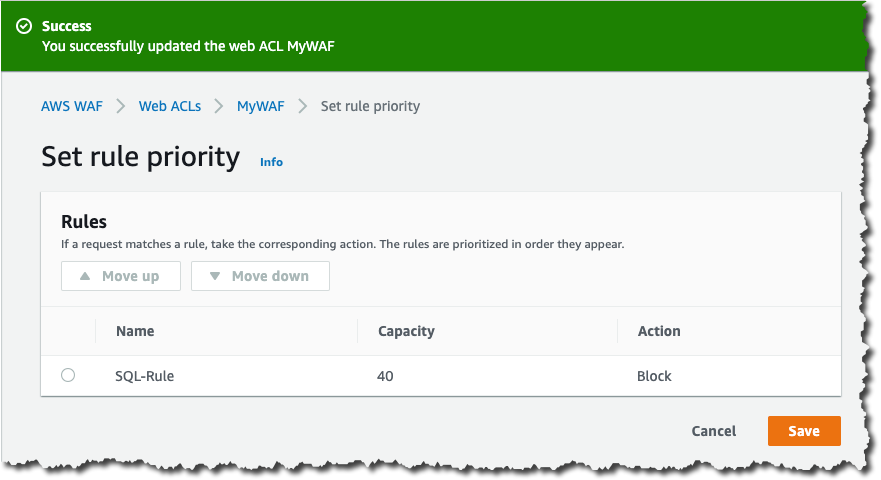 Success
You successfully updated the web ACL MyWAF
AWS WAF > Web ACLs > MyWAF > Set rule priority
Set rule priority Info
Rules
If a request matches a rule, take the corresponding action. The rules are prioritized in order they appear.
Move up Move down
Name Capacity Action
SQL-Rule 40 Block
Cancel Save